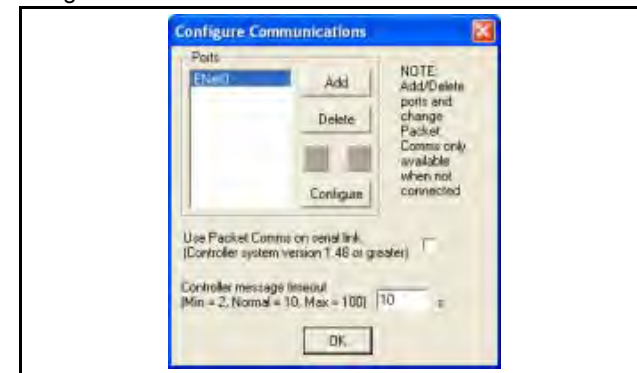 Configure Communications
Ports
ENet0
Add
Delete
Configure
NOTE:
Add/Delete
ports and
change
Packet
Comms only
available
when not
connected
Use Packet Comms on serial link.
(Controller system version 1.46 or greater)
Controller message timeout
(Min = 2, Normal = 10, Max = 100)
10
s
OK